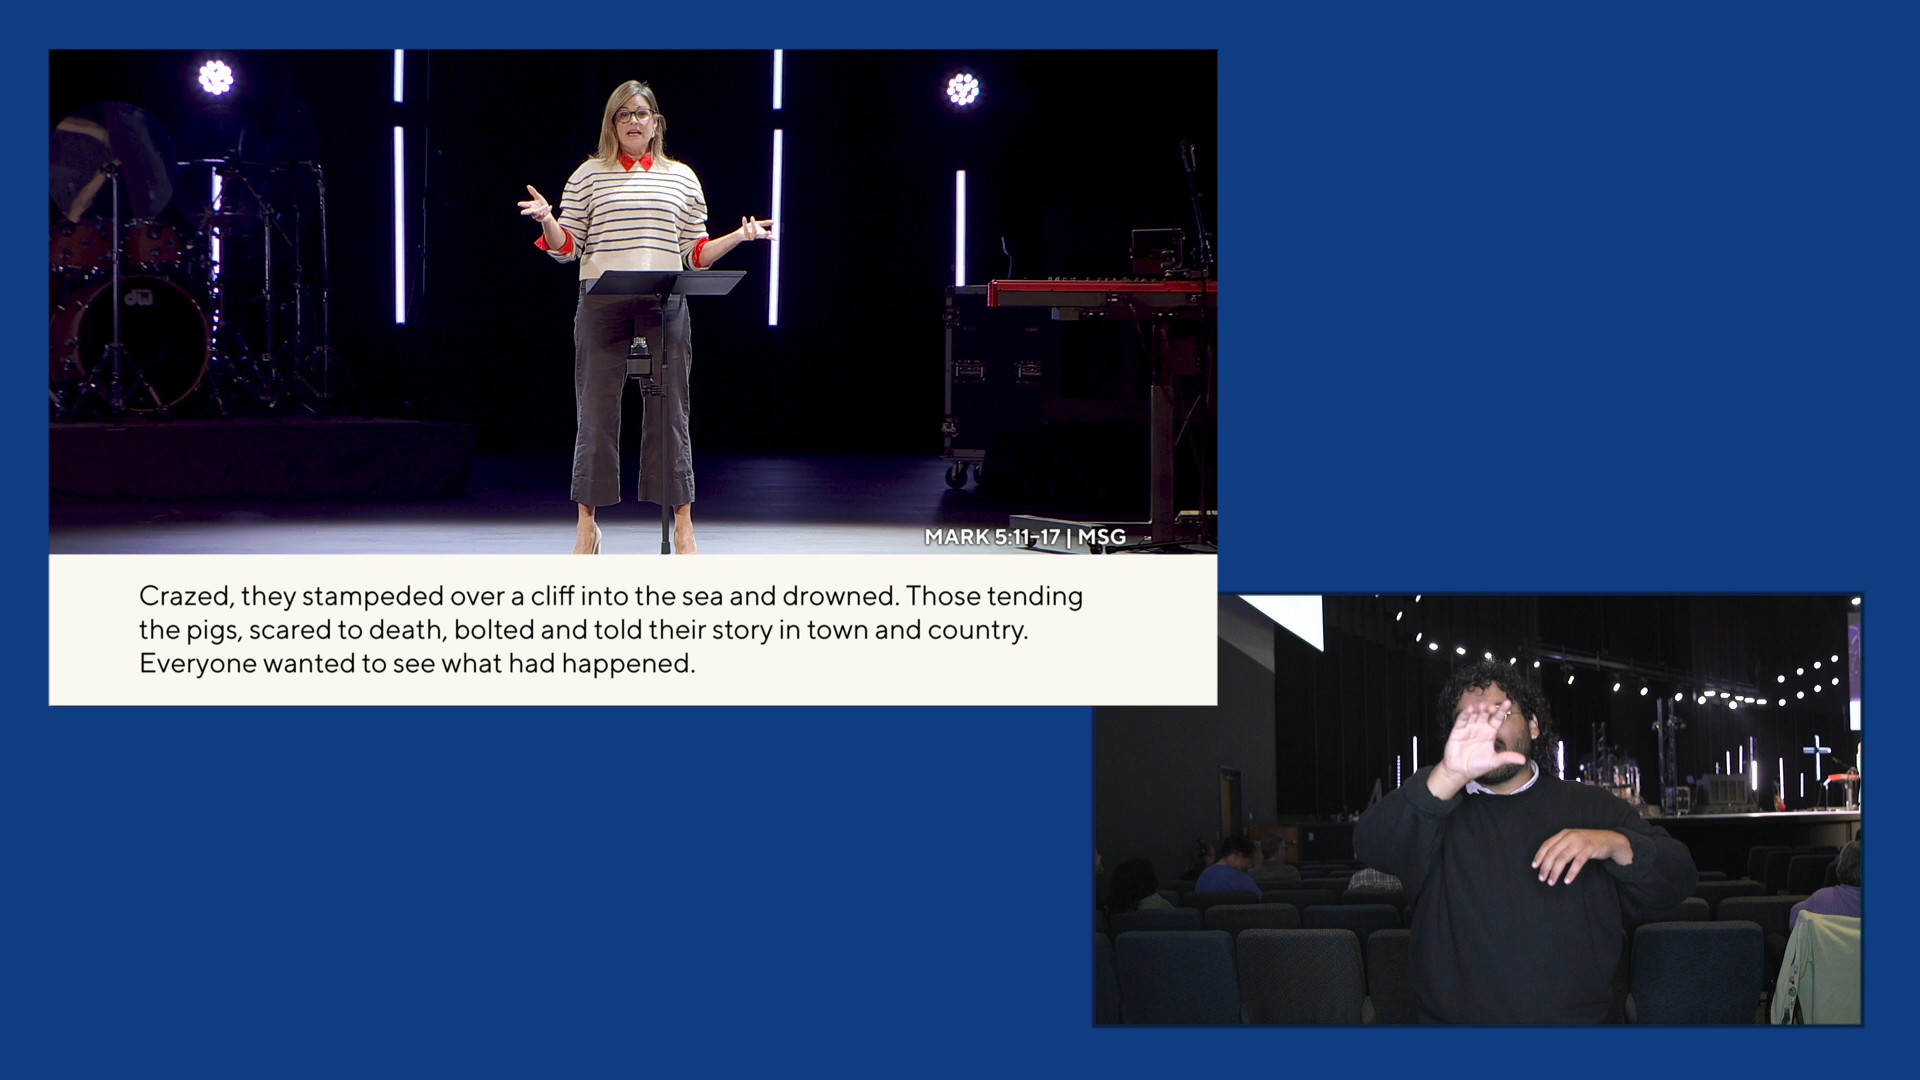 dw
MARK 5:11–17 | MSG
Crazed, they stampeded over a cliff into the sea and drowned. Those tending
the pigs, scared to death, bolted and told their story in town and country.
Everyone wanted to see what had happened.